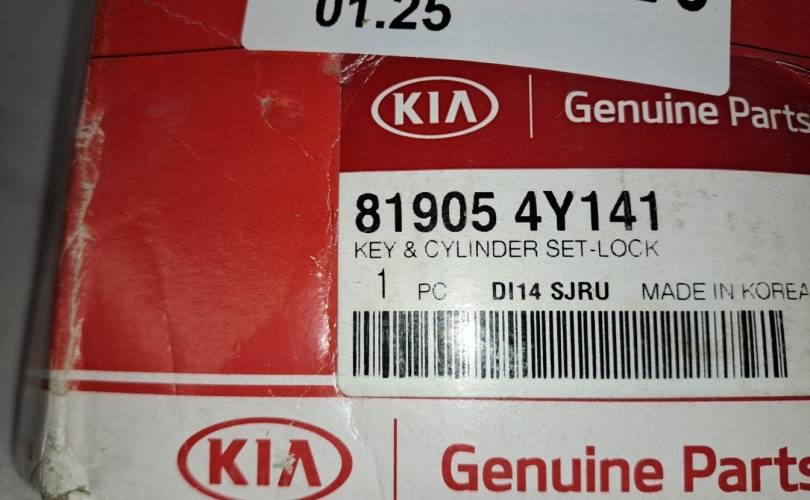 01.25
KIA Genuine Parts
81905 4Y141
KEY & CYLINDER SET-LOCK
1 PC DI14 SJRU MADE IN KOREA
KIA Genuine Parts